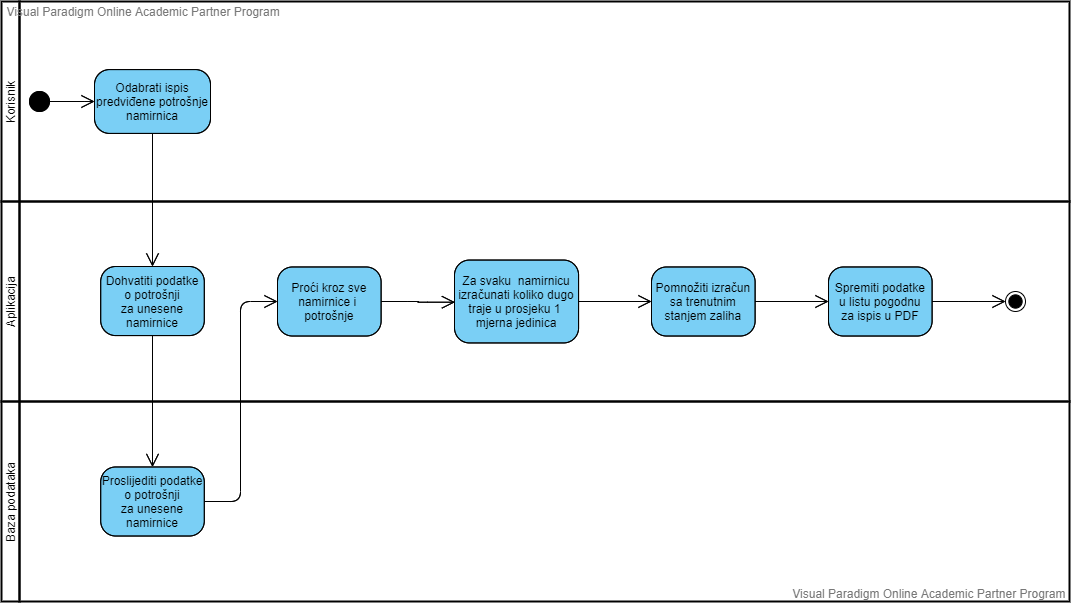 Visual Paradigm Online Academic Partner Program
Korisnik
Odabrati ispis
predviđene potrošnje
namirnica
Aplikacija
Dohvatiti podatke
o potrošnji
za unesene
namirnice
Proći kroz sve
namirnice i
potrošnje
Za svaku namirnicu
izračunati koliko dugo
traje u prosjeku 1
mjerna jedinica
Pomnožiti izračun
sa trenutnim
stanjem zaliha
Spremiti podatke
u listu pogodnu
za ispis u PDF
Baza podataka
Proslijediti podatke
o potrošnji
za unesene
namirnice
Visual Paradigm Online Academic Partner Program